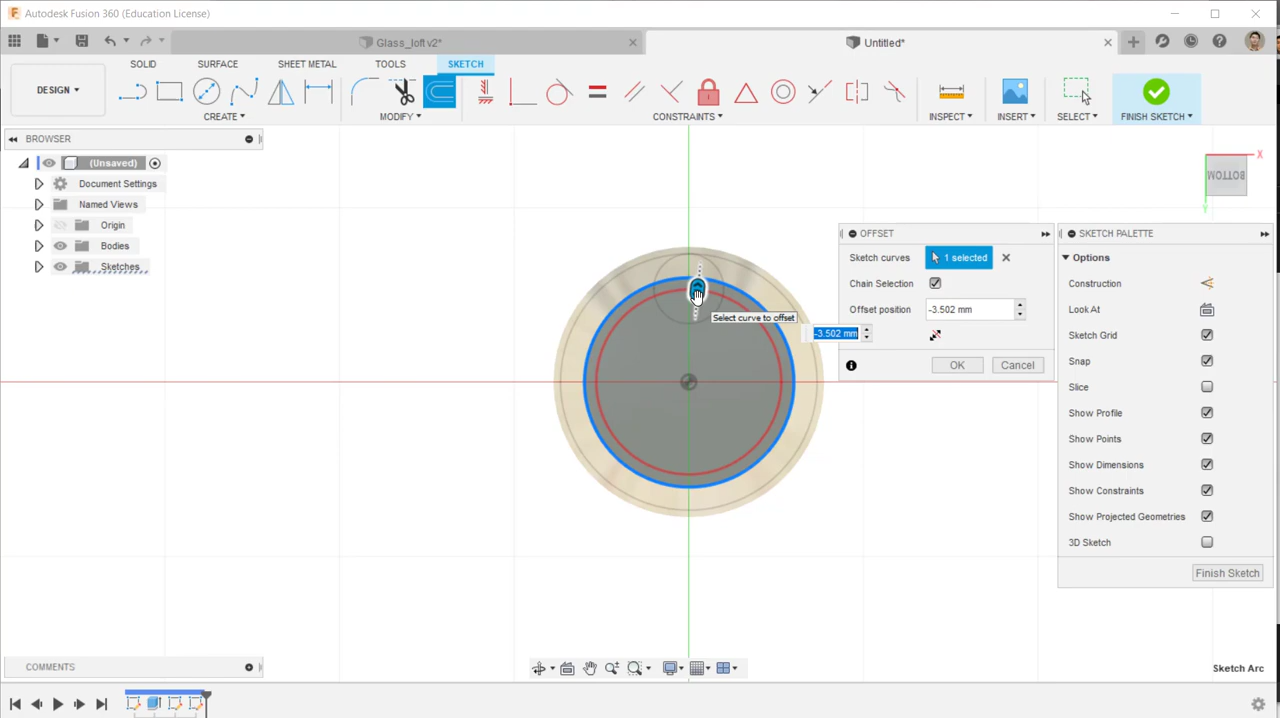 Autodesk Fusion 360 (Education License)
Glass_loft v2*
Untitled*
SOLID
SURFACE
SHEET METAL
TOOLS
SKETCH
DESIGN
CREATE
MODIFY
CONSTRAINTS
INSPECT
INSERT
SELECT
FINISH SKETCH
BROWSER
(Unsaved)
Document Settings
Named Views
Origin
Bodies
Sketches
X
BOTTOM
Y
OFFSET
Sketch curves
1 selected
Chain Selection
Offset position
-3.502 mm
OK
Cancel
Select curve to offset
-3.502 mm
SKETCH PALETTE
Options
Construction
Look At
Sketch Grid
Snap
Slice
Show Profile
Show Points
Show Dimensions
Show Constraints
Show Projected Geometries
3D Sketch
Finish Sketch
COMMENTS
Sketch Arc